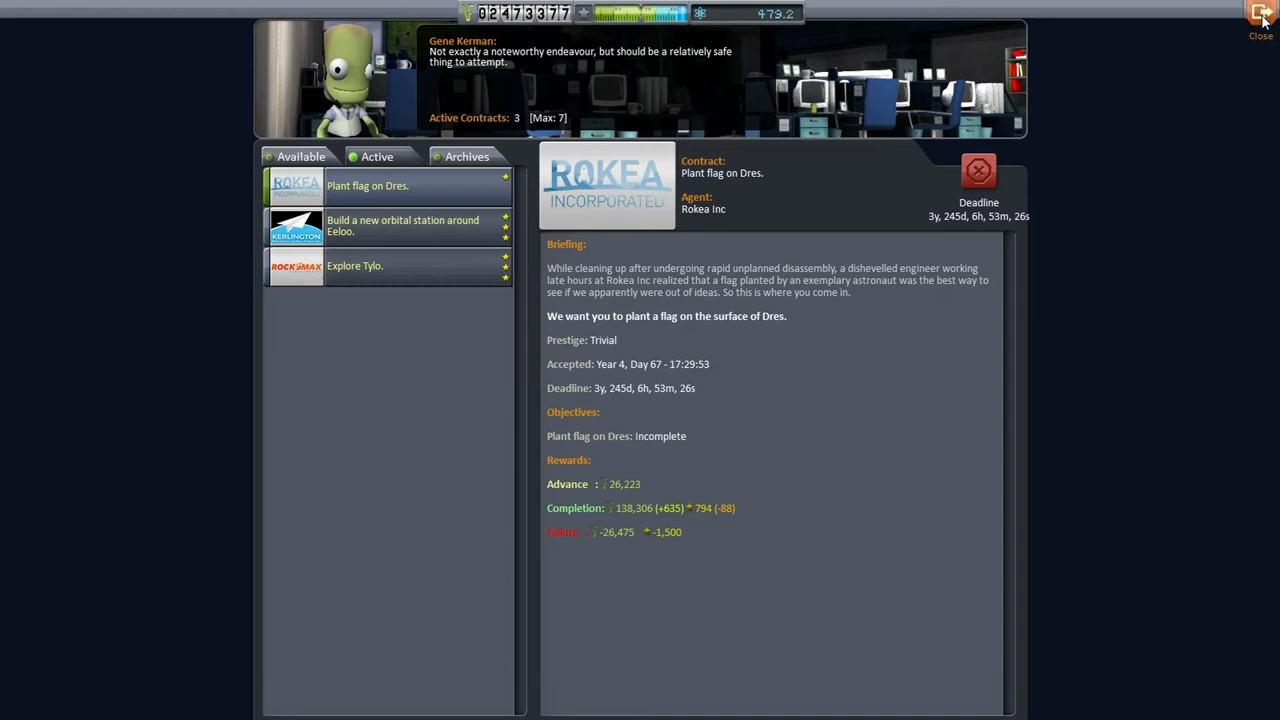 02473377
479.2
Close
Gene Kerman:
Not exactly a noteworthy endeavour, but should be a relatively safe
thing to attempt.
Active Contracts: 3 [Max: 7]
Available
Active
Archives
Plant flag on Dres.
KERLINGTON
Build a new orbital station around
Eeloo.
ROCKOMAX
Explore Tylo.
ROKEA
INCORPORATED
Contract:
Plant flag on Dres.
Agent:
Rokea Inc
Deadline
3y, 245d, 6h, 53m, 26s
Briefing:
While cleaning up after undergoing rapid unplanned disassembly, a dishevelled engineer working
late hours at Rokea Inc realized that a flag planted by an exemplary astronaut was the best way to
see if we apparently were out of ideas. So this is where you come in.
We want you to plant a flag on the surface of Dres.
Prestige: Trivial
Accepted: Year 4, Day 67 - 17:29:53
Deadline: 3y, 245d, 6h, 53m, 26s
Objectives:
Plant flag on Dres: Incomplete
Rewards:
Advance : 26,223
Completion: 138,306 (+635) 794 (-88)
Failure : -26,475 -1,500